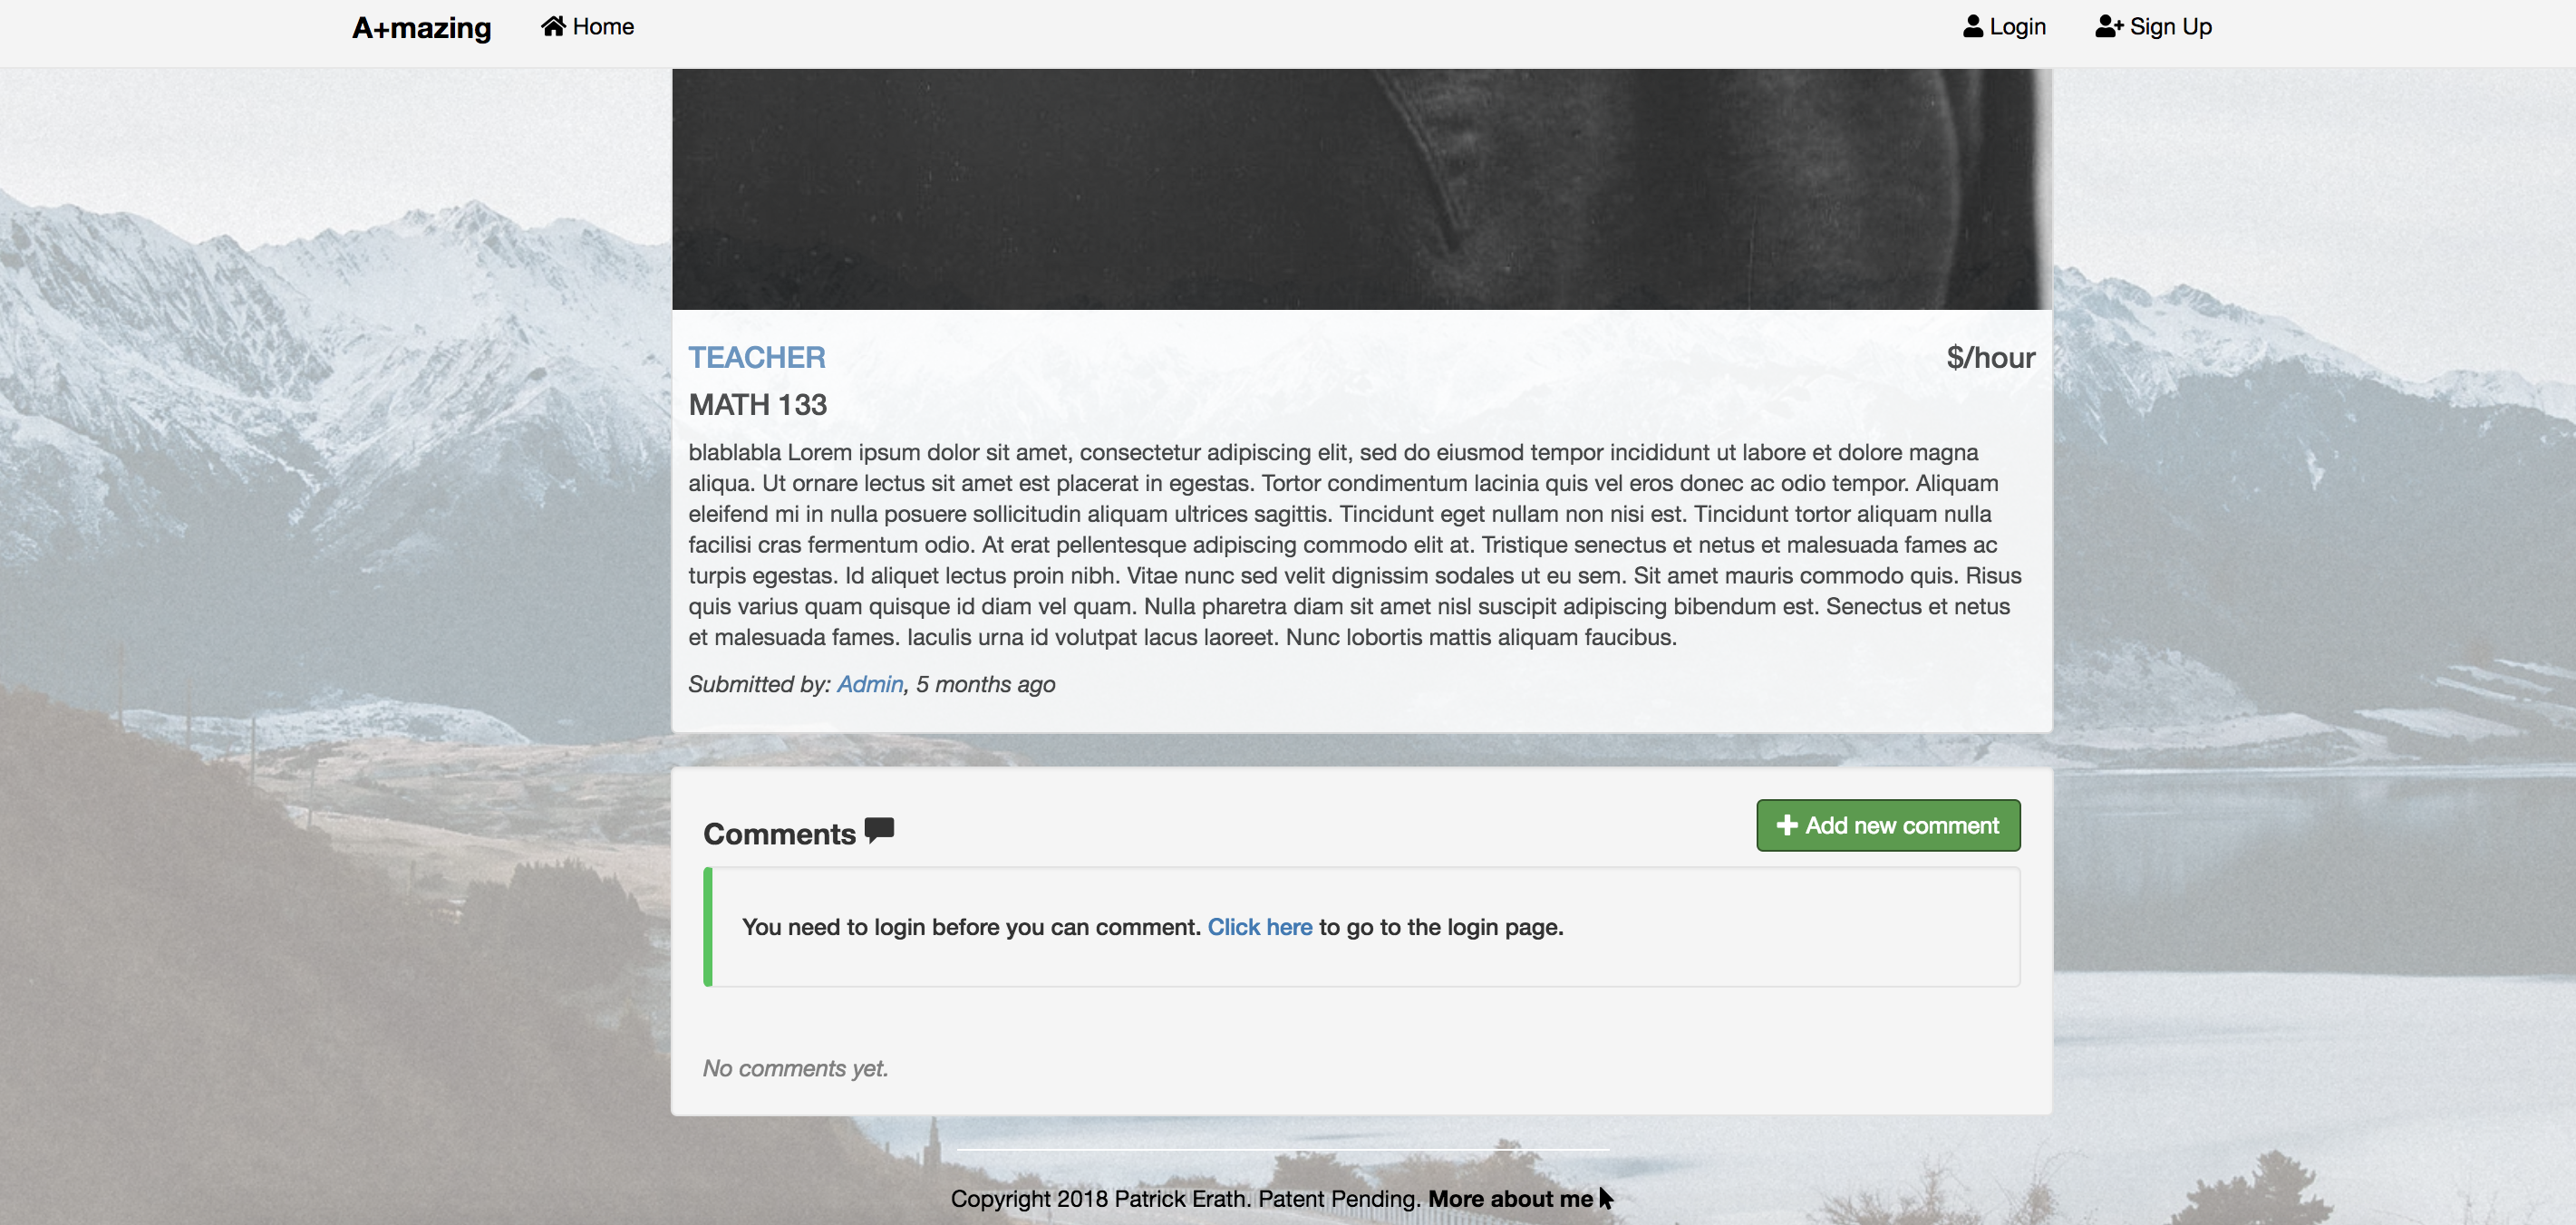 A+mazing Home Login Sign Up
TEACHER $/hour
MATH 133
blablabla Lorem ipsum dolor sit amet, consectetur adipiscing elit, sed do eiusmod tempor incididunt ut labore et dolore magna
aliqua. Ut ornare lectus sit amet est placerat in egestas. Tortor condimentum lacinia quis vel eros donec ac odio tempor. Aliquam
eleifend mi in nulla posuere sollicitudin aliquam ultrices sagittis. Tincidunt eget nullam non nisi est. Tincidunt tortor aliquam nulla
facilisi cras fermentum odio. At erat pellentesque adipiscing commodo elit at. Tristique senectus et netus et malesuada fames ac
turpis egestas. Id aliquet lectus proin nibh. Vitae nunc sed velit dignissim sodales ut eu sem. Sit amet mauris commodo quis. Risus
quis varius quam quisque id diam vel quam. Nulla pharetra diam sit amet nisl suscipit adipiscing bibendum est. Senectus et netus
et malesuada fames. Iaculis urna id volutpat lacus laoreet. Nunc lobortis mattis aliquam faucibus.
Submitted by: Admin, 5 months ago
Comments Add new comment
You need to login before you can comment. Click here to go to the login page.
No comments yet.
Copyright 2018 Patrick Erath. Patent Pending. More about me